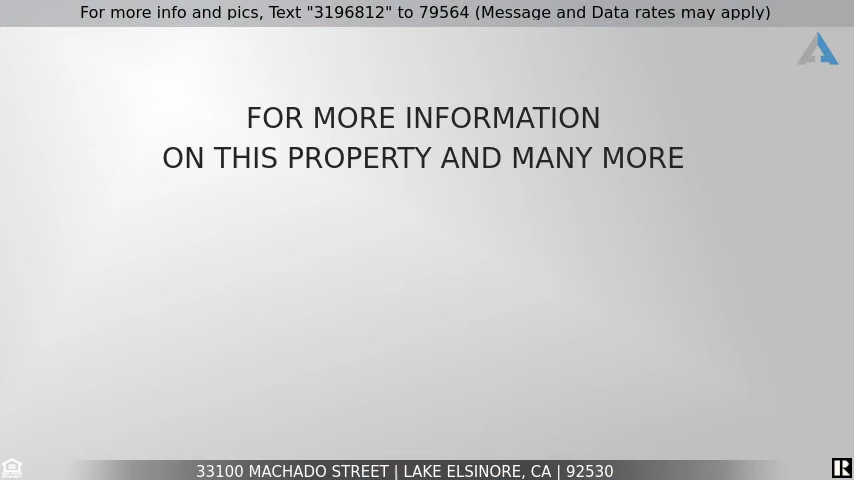 For more info and pics, Text "3196812" to 79564 (Message and Data rates may apply)
FOR MORE INFORMATION
ON THIS PROPERTY AND MANY MORE
33100 MACHADO STREET | LAKE ELSINORE, CA | 92530